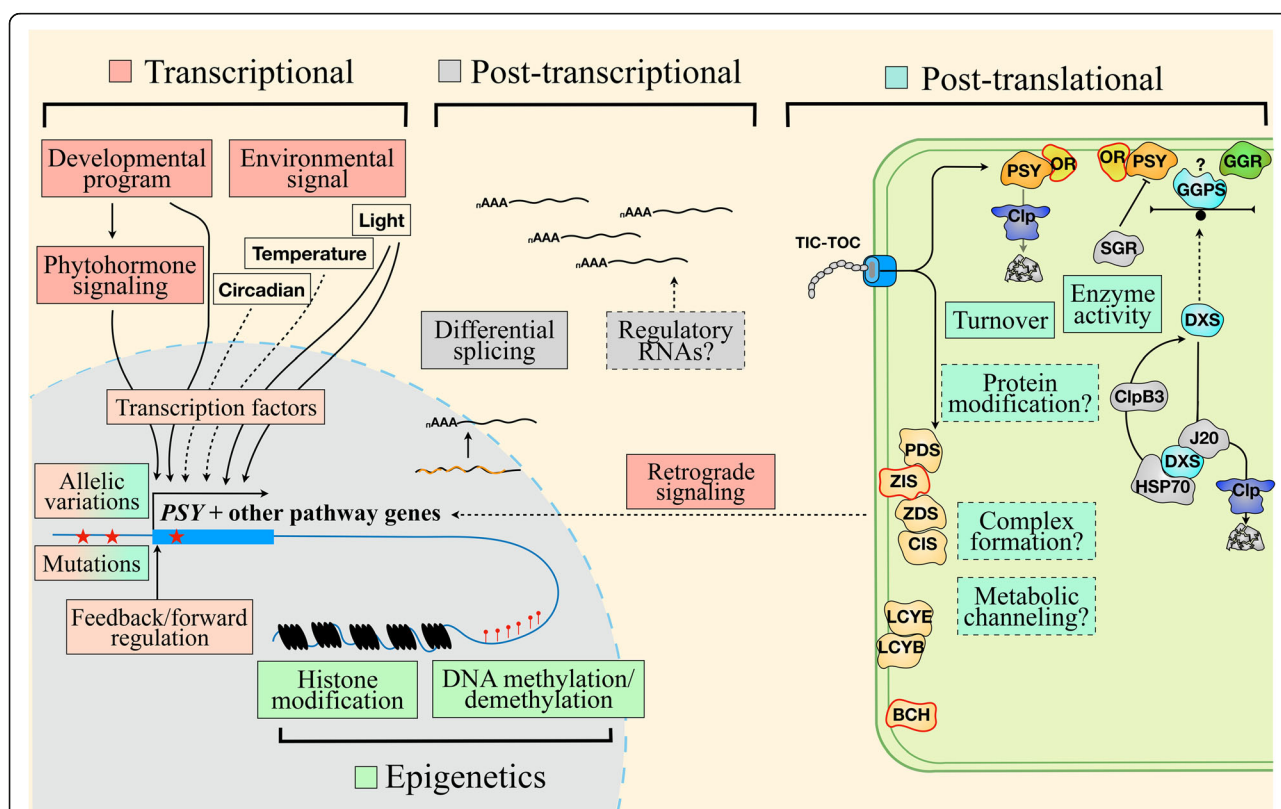 Transcriptional
Post-transcriptional
Post-translational
Developmental
program
Environmental
signal
Light
Temperature
Circadian
Phytohormone
signaling
Transcription factors
Allelic
variations
Mutations
PSY + other pathway genes
Feedback/forward
regulation
Histone
modification
DNA methylation/
demethylation
Epigenetics
nAAA
nAAA
nAAA
nAAA
Differential
splicing
Regulatory
RNAs?
nAAA
Retrograde
signaling
TIC-TOC
PSY
OR
Clp
OR
PSY
SGR
?
GGPS
GGR
Turnover
Enzyme
activity
DXS
Protein
modification?
ClpB3
J20
DXS
HSP70
Clp
PDS
ZIS
ZDS
CIS
Complex
formation?
Metabolic
channeling?
LCYE
LCYB
BCH